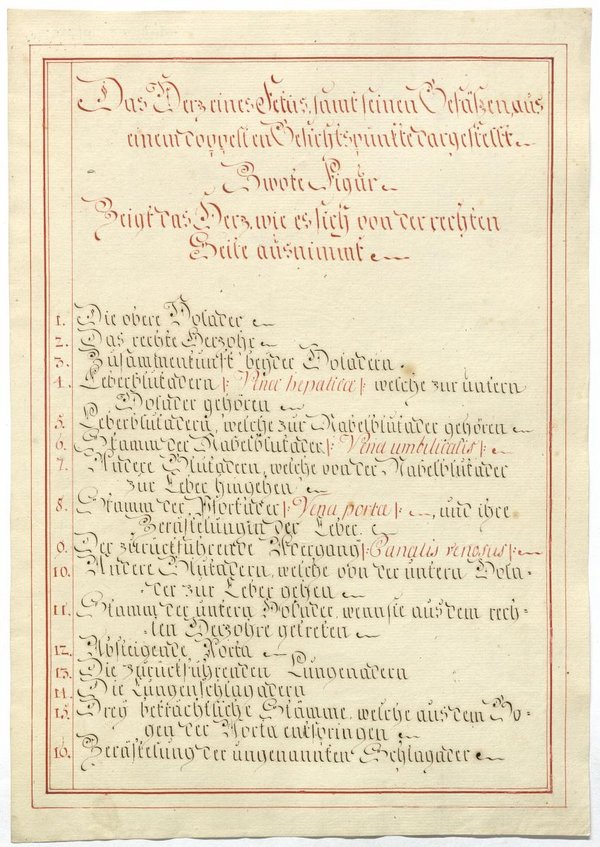 Das Herz eines Fetus, samt seinen Gefäßen, aus
einem doppelten Gesichtspunkte dargestellt
Zwote Figur
Zeigt das Herz, wie es sich von der rechten
Seite ausnimmt
1. Die obere Holader
2. Das rechte Herzohr
3. Zusammenkunft beyder Holadern.
4. Leberblutadern |: Venæ hepaticæ :| welche zur untern
Holader gehören
5. Leberblutadern, welche zur Nabelblutader gehören
6. Stamm der Nabelblutader |: Vena umbilicalis :|
7. Andere Blutadern, welche von der Nabelblutader
zur Leber hingehen
8. Stamm der Pfortader |: Vena porta :|, und ihre
Verästelungen der Leber.
9. Der zurückführende Adergang |: Canalis venosus :|
10. Andere Blutadern, welche von der untern Hola-
der zur Leber gehen
11. Stamm der untern Holader, wenn sie aus dem rech-
ten Herzohre getreten
12. Absteigende Aorta
13. Die zurückführenden Lungenadern
14. Die Lungenschlagadern
15. Drey beträchtliche Stämme, welche aus dem Bo-
gen der Aorta entspringen
16. Verästelung der ungenannten Schlagader